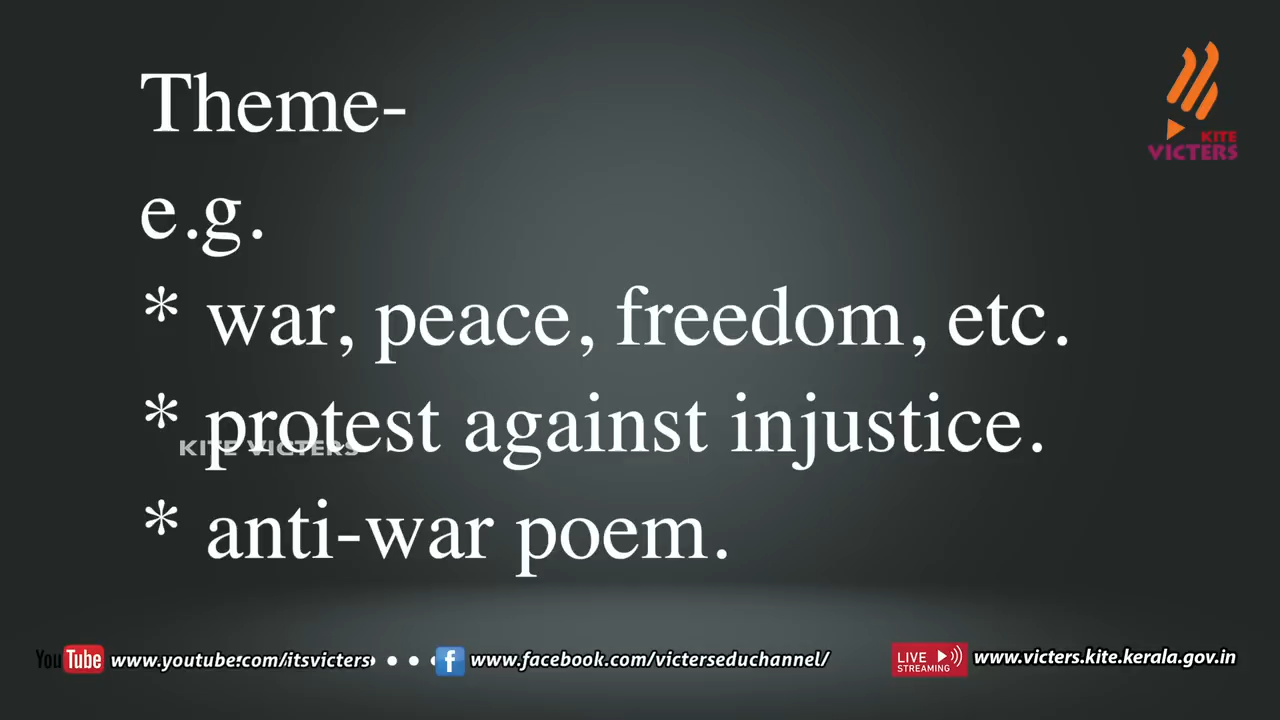 Theme-
KITE
VICTERS
e.g.
* war, peace, freedom, etc.
* protest against injustice.
KITE VICTERS
* anti-war poem.
YouTube www.youtube.com/itsvicters
f www.facebook.com/victerseduchannel/
LIVE STREAMING www.victers.kite.kerala.gov.in